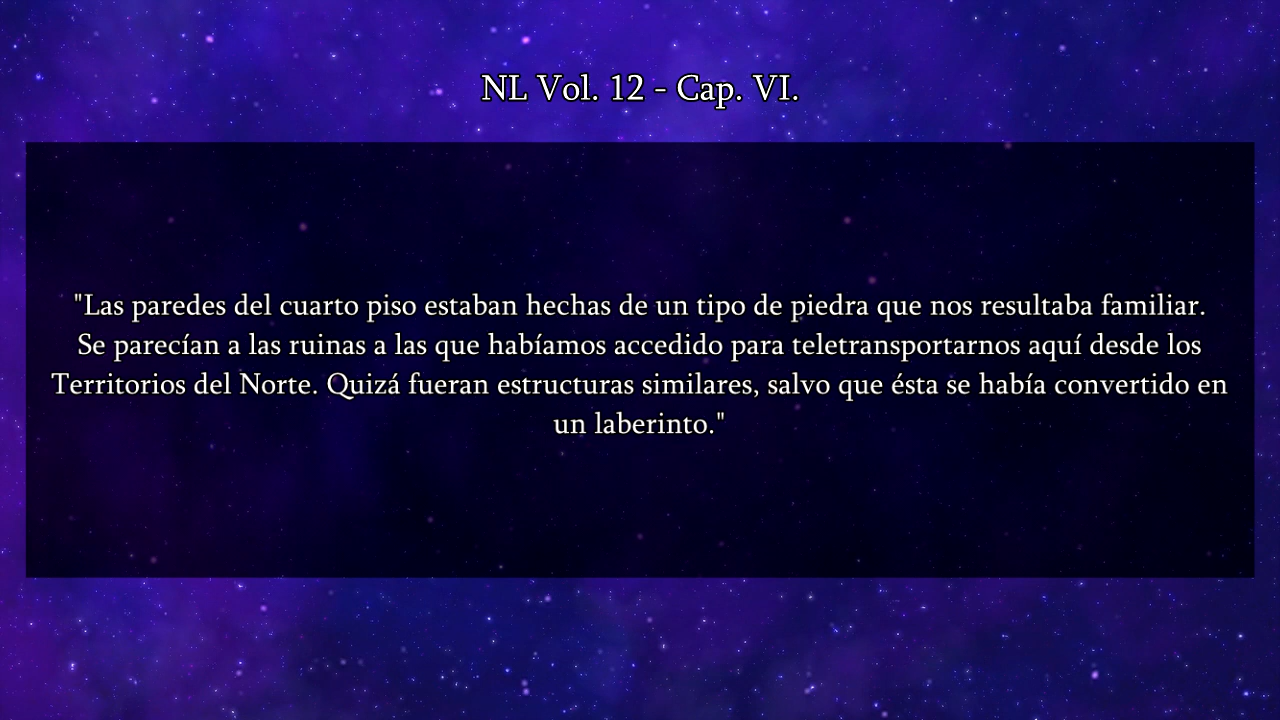 NL Vol. 12 - Cap. VI.
"Las paredes del cuarto piso estaban hechas de un tipo de piedra que nos resultaba familiar.
Se parecían a las ruinas a las que habíamos accedido para teletransportarnos aquí desde los
Territorios del Norte. Quizá fueran estructuras similares, salvo que ésta se había convertido en
un laberinto."